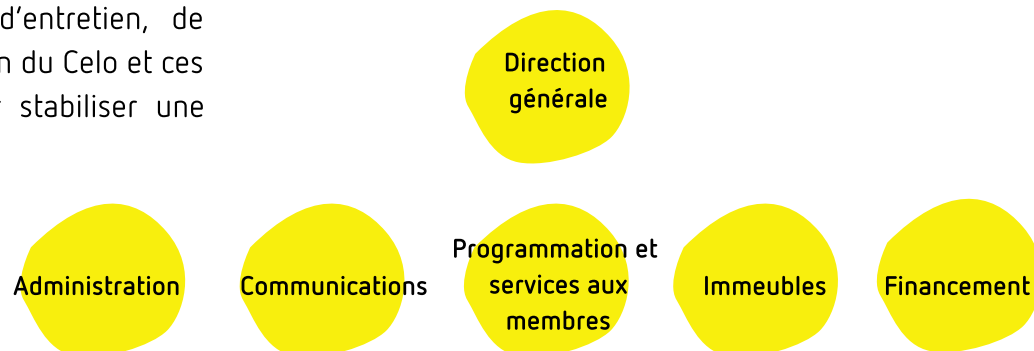 d’entretien, de
n du Celo et ces
stabiliser une
Direction
générale
Administration
Communications
Programmation et
services aux
membres
Immeubles
Financement